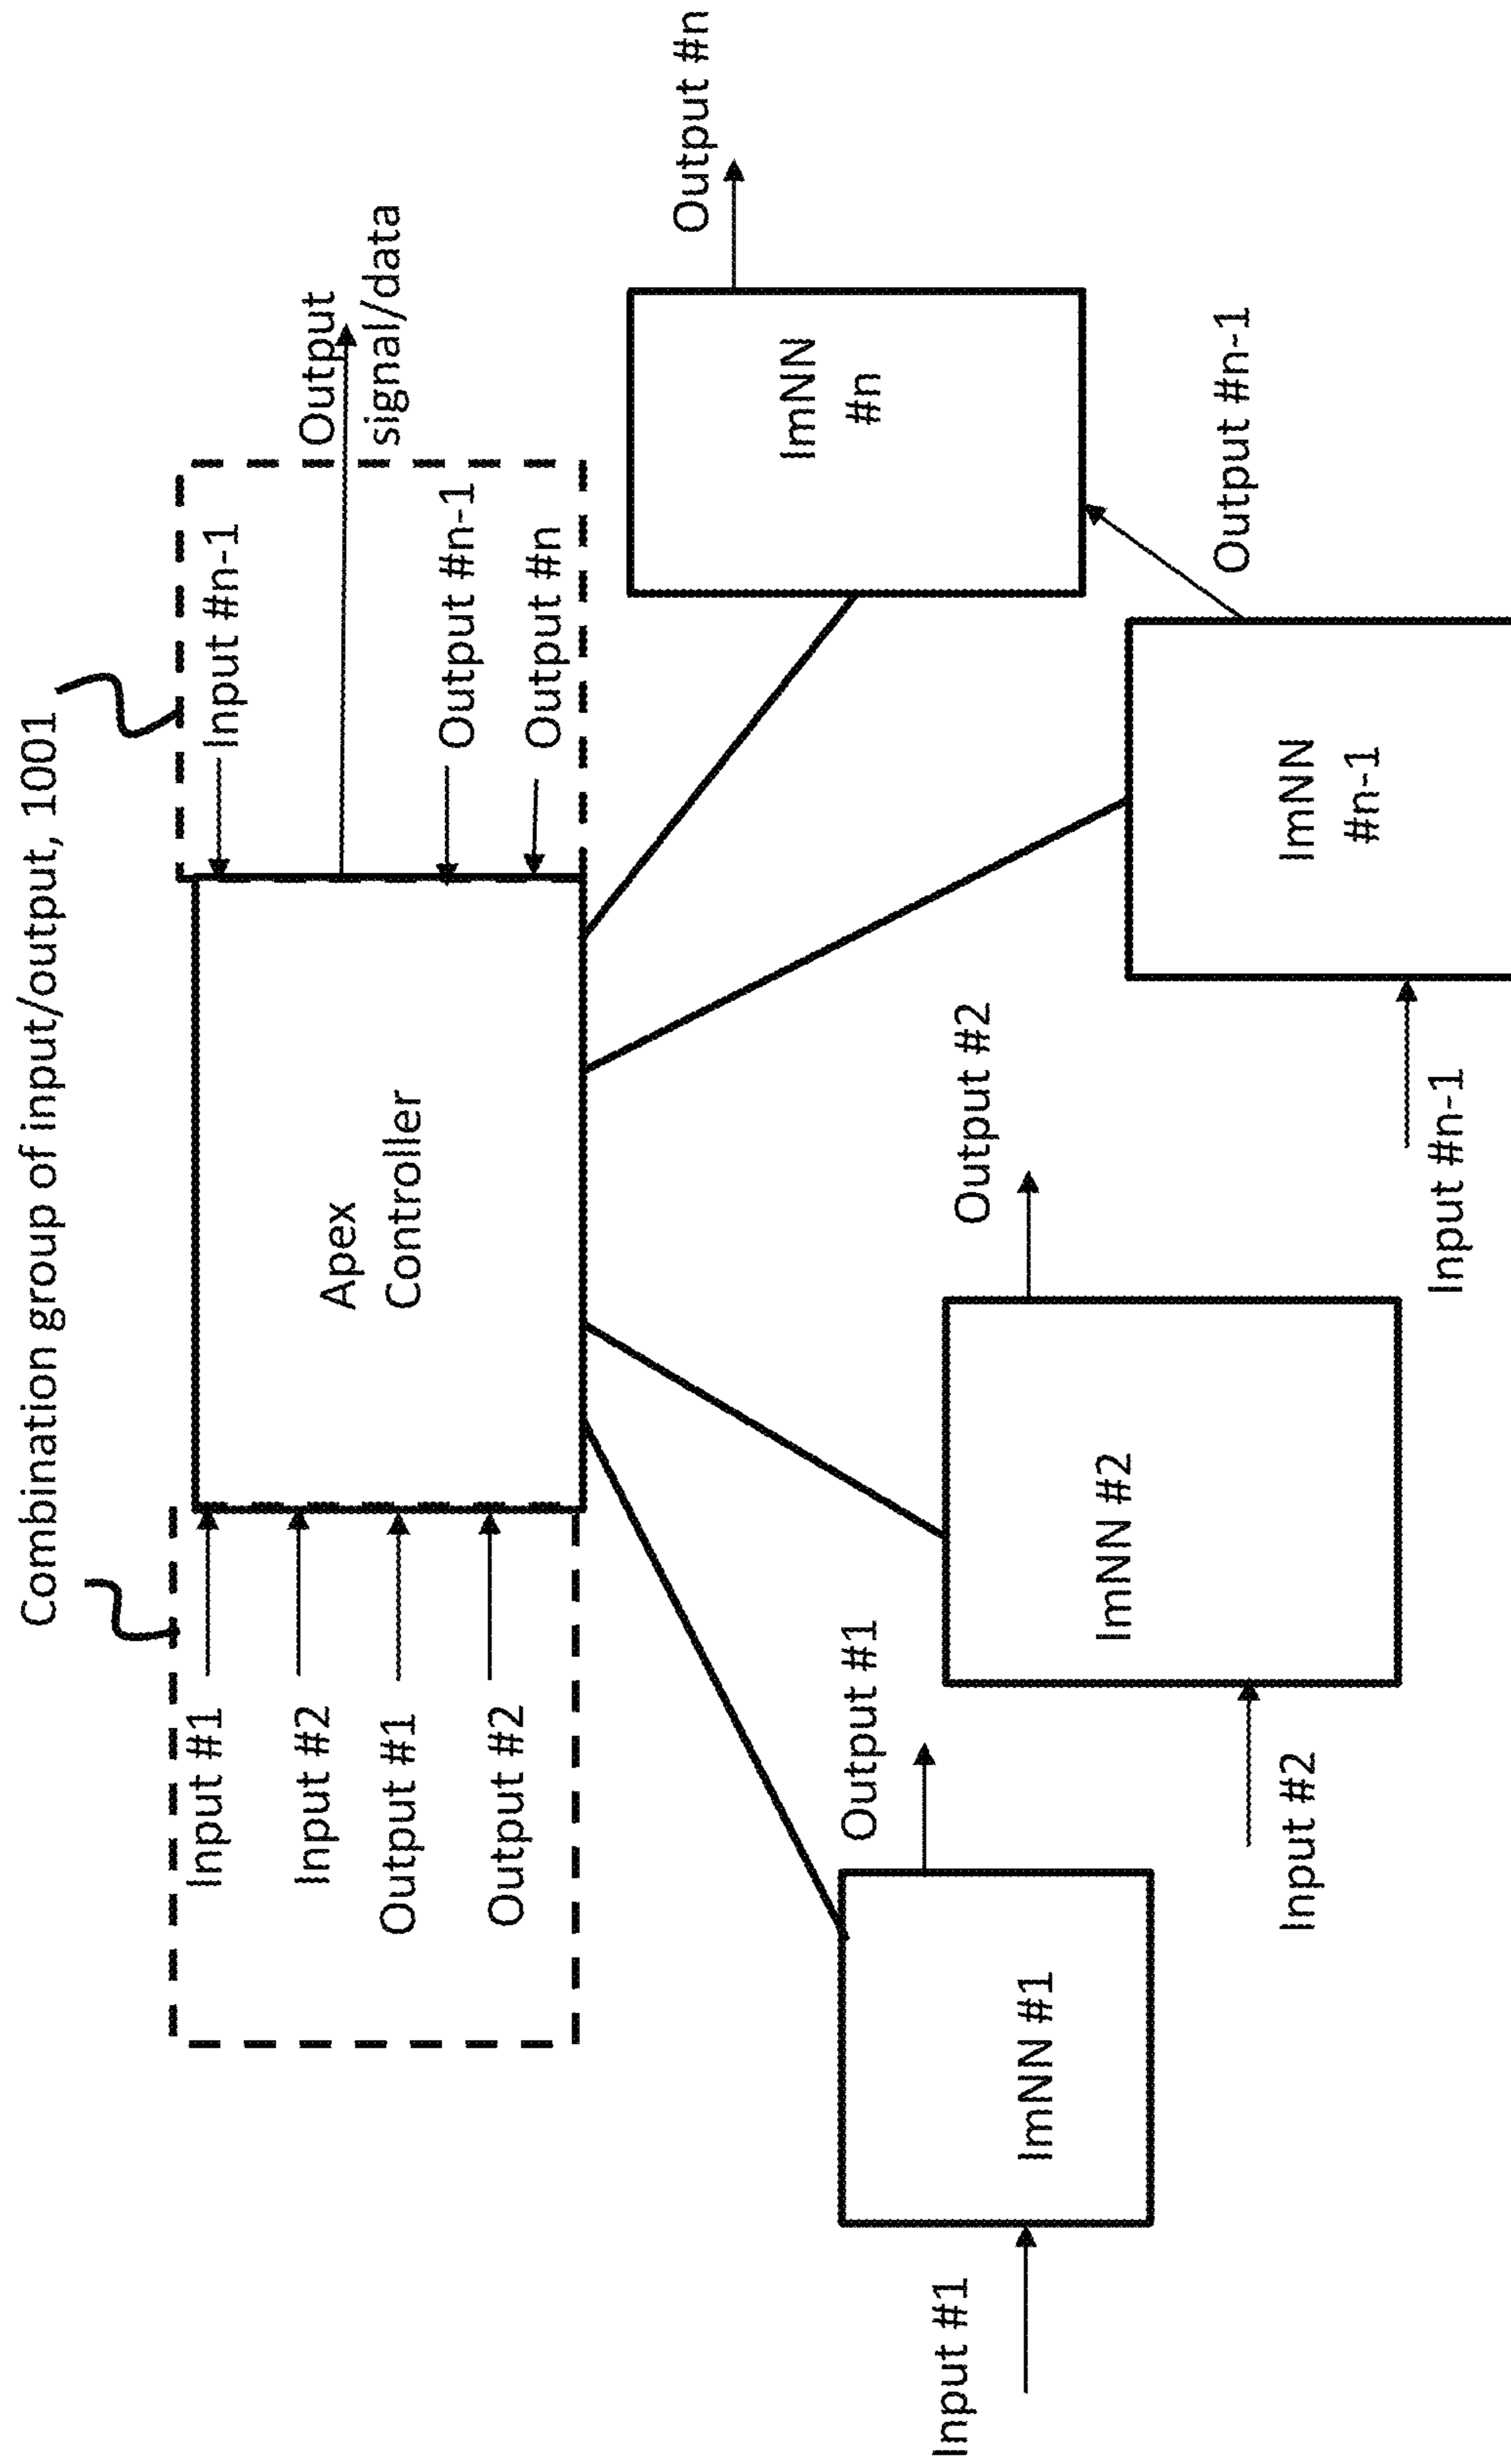 Combination group of input/output, 1001
Input #1
Input #2
Output #1
Output #2
Apex
Controller
Input #n-1
Output
signal/data
Output #n-1
Output #n
Input #1
ImNN #1
Output #1
Input #2
ImNN #2
Output #2
Input #n-1
ImNN
#n-1
Output #n-1
ImNN
#n
Output #n